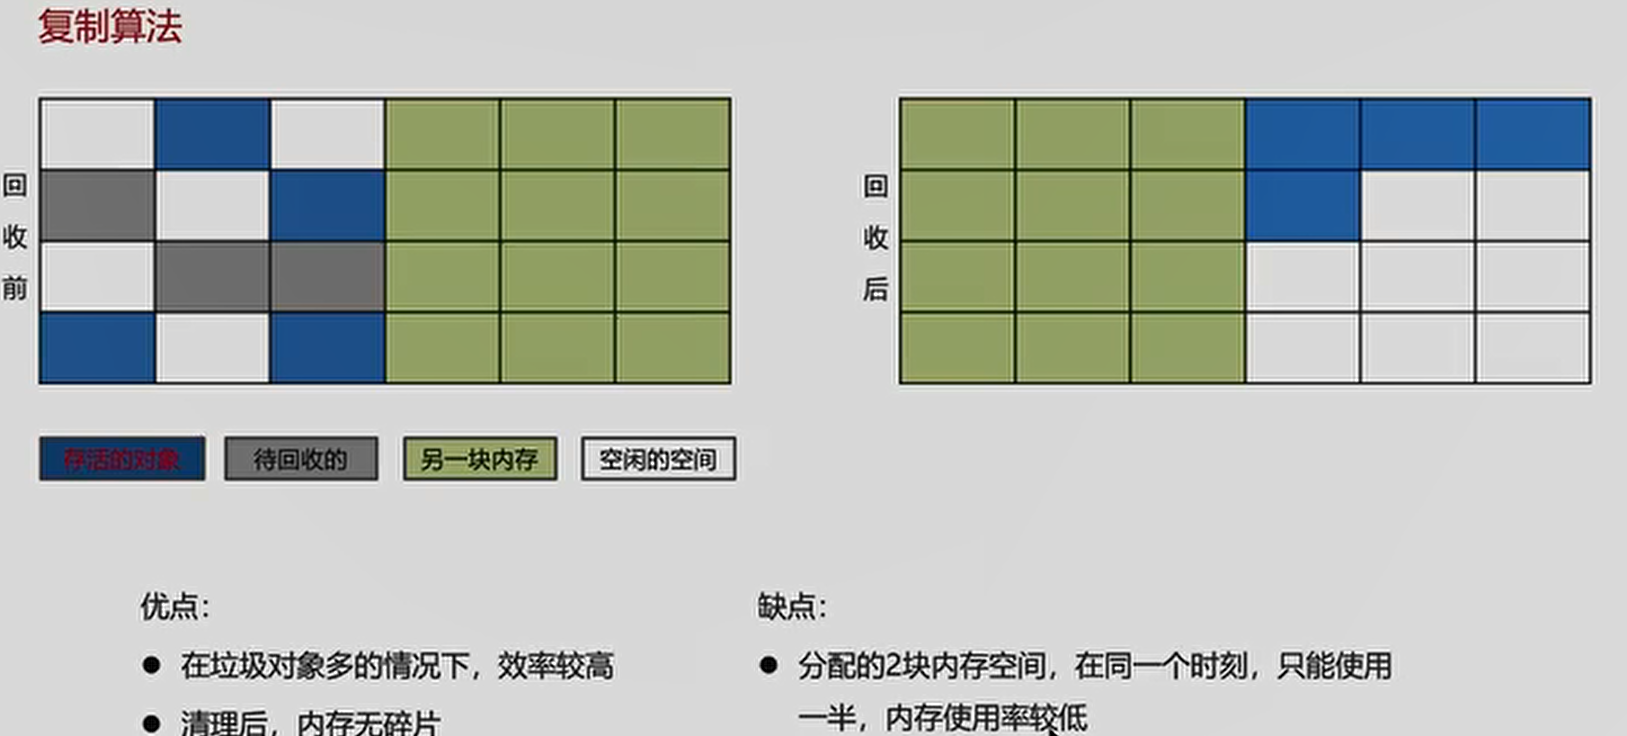 复制算法
回收前
回收后
存活的对象 待回收的 另一块内存 空闲的空间
优点：
● 在垃圾对象多的情况下，效率较高
● 清理后，内存无碎片
缺点：
● 分配的2块内存空间，在同一个时刻，只能使用
一半，内存使用率较低